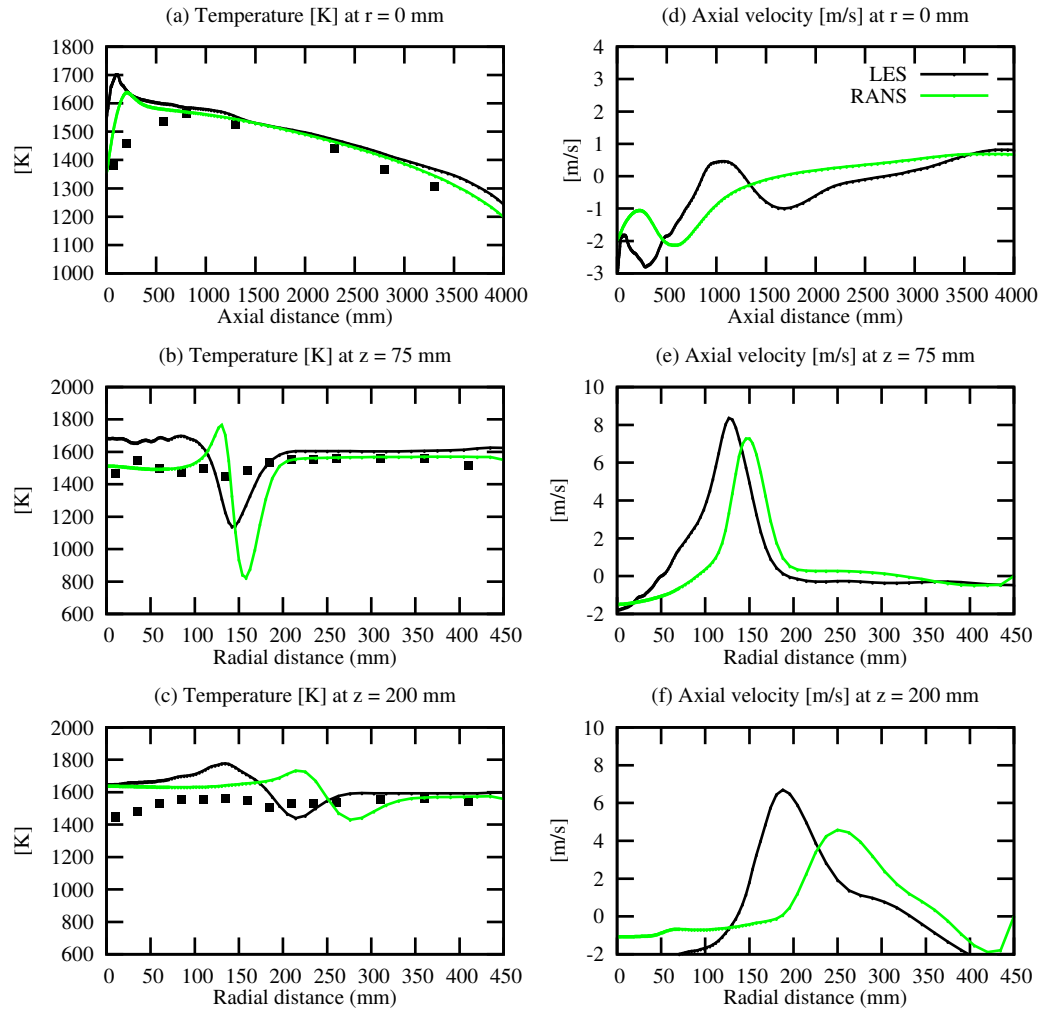 (a) Temperature [K] at r = 0 mm
1800
1700
1600
1500
1400
1300
1200
1100
1000
[K]
0 500 1000 1500 2000 2500 3000 3500 4000
Axial distance (mm)
(d) Axial velocity [m/s] at r = 0 mm
4
3
2
1
0
-1
-2
-3
[m/s]
LES
RANS
0 500 1000 1500 2000 2500 3000 3500 4000
Axial distance (mm)
(b) Temperature [K] at z = 75 mm
2000
1800
1600
1400
1200
1000
800
600
[K]
0 50 100 150 200 250 300 350 400 450
Radial distance (mm)
(e) Axial velocity [m/s] at z = 75 mm
10
8
6
4
2
0
-2
[m/s]
0 50 100 150 200 250 300 350 400 450
Radial distance (mm)
(c) Temperature [K] at z = 200 mm
2000
1800
1600
1400
1200
1000
800
600
[K]
0 50 100 150 200 250 300 350 400 450
Radial distance (mm)
(f) Axial velocity [m/s] at z = 200 mm
10
8
6
4
2
0
-2
[m/s]
0 50 100 150 200 250 300 350 400 450
Radial distance (mm)